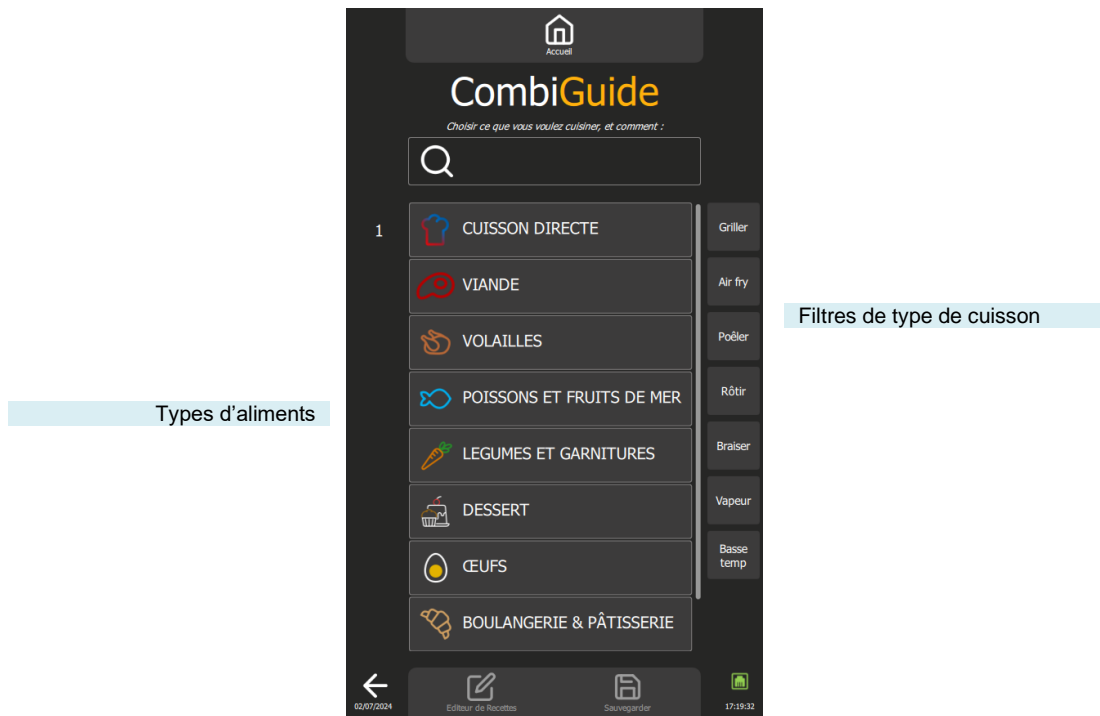 Accueil
CombiGuide
Choisir ce que vous voulez cuisiner, et comment :
1
CUISSON DIRECTE
Griller
VIANDE
Air fry
Filtres de type de cuisson
VOLAILLES
Poêler
POISSONS ET FRUITS DE MER
Rôtir
Types d’aliments
LEGUMES ET GARNITURES
Braiser
DESSERT
Vapeur
ŒUFS
Basse
temp
BOULANGERIE & PÂTISSERIE
02/07/2024
Editeur de Recettes
Sauvegarder
17:19:32